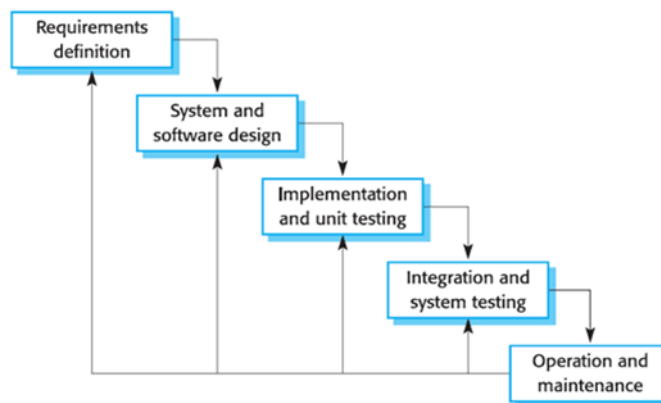 Requirements
definition
System and
software design
Implementation
and unit testing
Integration and
system testing
Operation and
maintenance